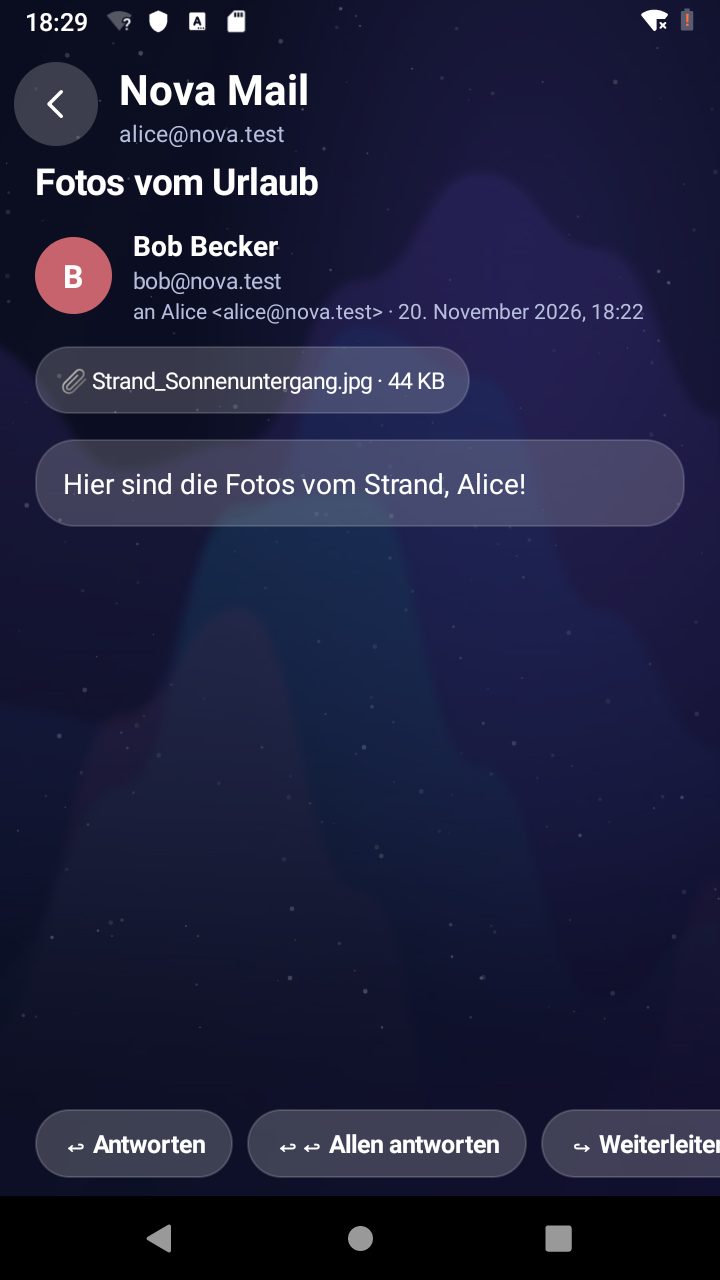 18:29
Nova Mail
alice@nova.test
Fotos vom Urlaub
B
Bob Becker
bob@nova.test
an Alice <alice@nova.test> · 20. November 2026, 18:22
Strand_Sonnenuntergang.jpg · 44 KB
Hier sind die Fotos vom Strand, Alice!
Antworten
Allen antworten
Weiterleiten